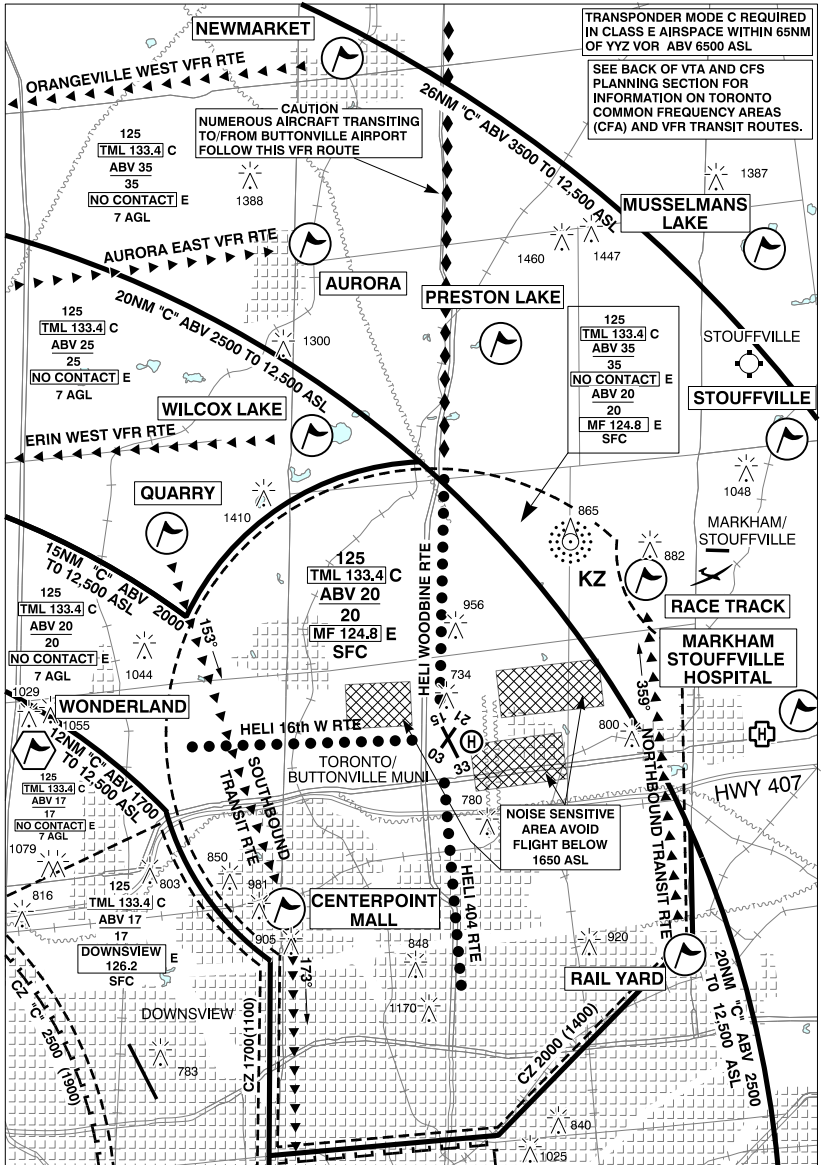 NEWMARKET
TRANSPONDER MODE C REQUIRED
IN CLASS E AIRSPACE WITHIN 65NM
OF YYZ VOR  ABV 6500 ASL
SEE BACK OF VTA AND CFS
PLANNING SECTION FOR
INFORMATION ON TORONTO
COMMON FREQUENCY AREAS
(CFA) AND VFR TRANSIT ROUTES.
ORANGEVILLE WEST VFR RTE
CAUTION
NUMEROUS AIRCRAFT TRANSITING
TO/FROM BUTTONVILLE AIRPORT
FOLLOW THIS VFR ROUTE
26NM "C" ABV 3500 T0 12,500 ASL
125
TML 133.4 C
ABV 35
35
NO CONTACT E
7 AGL
1388
1387
MUSSELMANS
LAKE
1460
1447
AURORA EAST VFR RTE
AURORA
PRESTON LAKE
20NM "C" ABV 2500 T0 12,500 ASL
125
TML 133.4 C
ABV 25
25
NO CONTACT E
7 AGL
1300
125
TML 133.4 C
ABV 35
35
NO CONTACT E
ABV 20
20
MF 124.8 E
SFC
STOUFFVILLE
STOUFFVILLE
WILCOX LAKE
ERIN WEST VFR RTE
QUARRY
1410
1048
865
MARKHAM/
STOUFFVILLE
882
KZ
RACE TRACK
15NM "C" ABV 2000
T0 12,500 ASL
125
TML 133.4 C
ABV 20
20
MF 124.8 E
SFC
HELI WOODBINE RTE
956
125
TML 133.4 C
ABV 20
20
NO CONTACT E
7 AGL
153°
1044
MARKHAM
STOUFFVILLE
HOSPITAL
359°
734
1029
1055
WONDERLAND
12NM "C" ABV 1700
T0 12,500 ASL
HELI 16th W RTE
15
21
03
33
H
800
H
TORONTO/
BUTTONVILLE MUNI
SOUTHBOUND
TRANSIT RTE
NORTHBOUND TRANSIT RTE
HWY 407
125
TML 133.4 C
ABV 17
17
NO CONTACT E
7 AGL
780
NOISE SENSITIVE
AREA AVOID
FLIGHT BELOW
1650 ASL
1079
816
803
850
981
905
125
TML 133.4 C
ABV 17
17
DOWNSVIEW
126.2
E
SFC
CENTERPOINT
MALL
HELI 404 RTE
848
920
RAIL YARD
173°
1170
20NM "C" ABV 2500
T0 12,500 ASL
DOWNSVIEW
783
CZ "C" 2500 (1900)
CZ 1700(1100)
CZ 2000 (1400)
840
1025